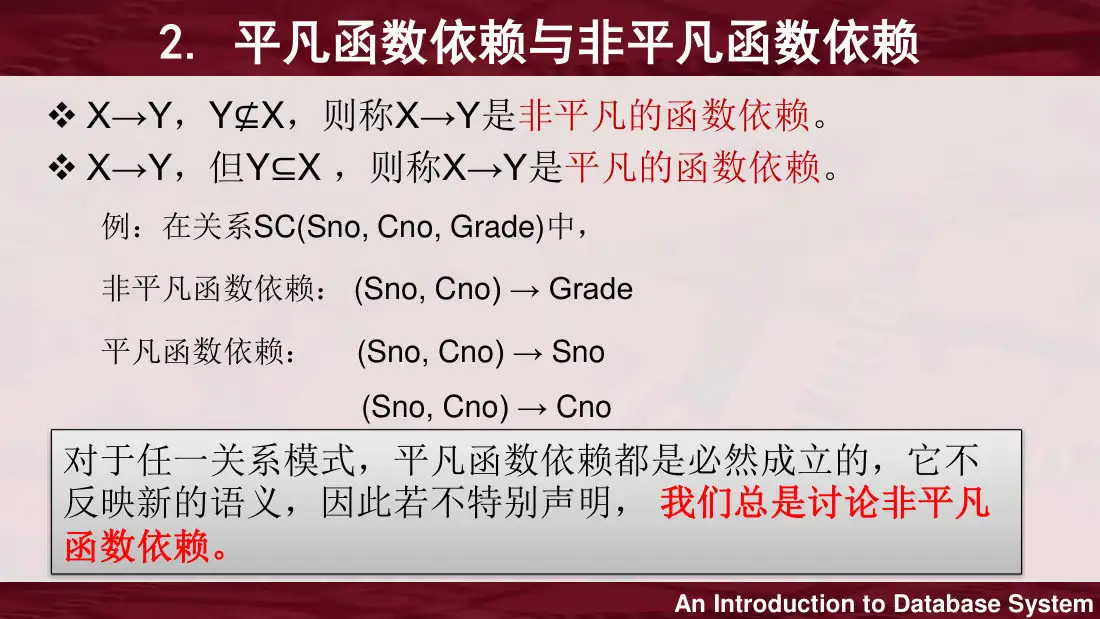 2. 平凡函数依赖与非平凡函数依赖
❖ X→Y，Y⊈X，则称X→Y是非平凡的函数依赖。
❖ X→Y，但Y⊆X ，则称X→Y是平凡的函数依赖。
例：在关系SC(Sno, Cno, Grade)中，
非平凡函数依赖： (Sno, Cno) → Grade
平凡函数依赖： (Sno, Cno) → Sno
(Sno, Cno) → Cno
对于任一关系模式，平凡函数依赖都是必然成立的，它不
反映新的语义，因此若不特别声明， 我们总是讨论非平凡
函数依赖。
An Introduction to Database System